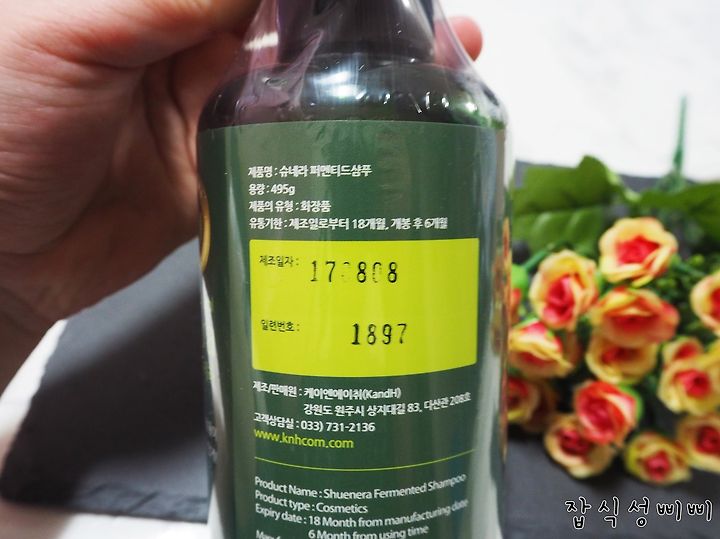 제품명 : 슈네라 퍼멘티드샴푸
용량 : 495g
제품의 유형 : 화장품
유통기한 : 제조일로부터 18개월, 개봉 후 6개월
제조일자 : 170808
일련번호 : 1897
제조/판매원 : 케이엔에이취(KandH)
강원도 원주시 상지대길 83, 다산관 208호
고객상담실 : 033) 731-2136
www.knhcom.com
Product Name : Shuenera Fermented Shampoo
Product type : Cosmetics
Expiry date : 18 Month from manufacturing date
6 Month from using time
잡식성삐삐